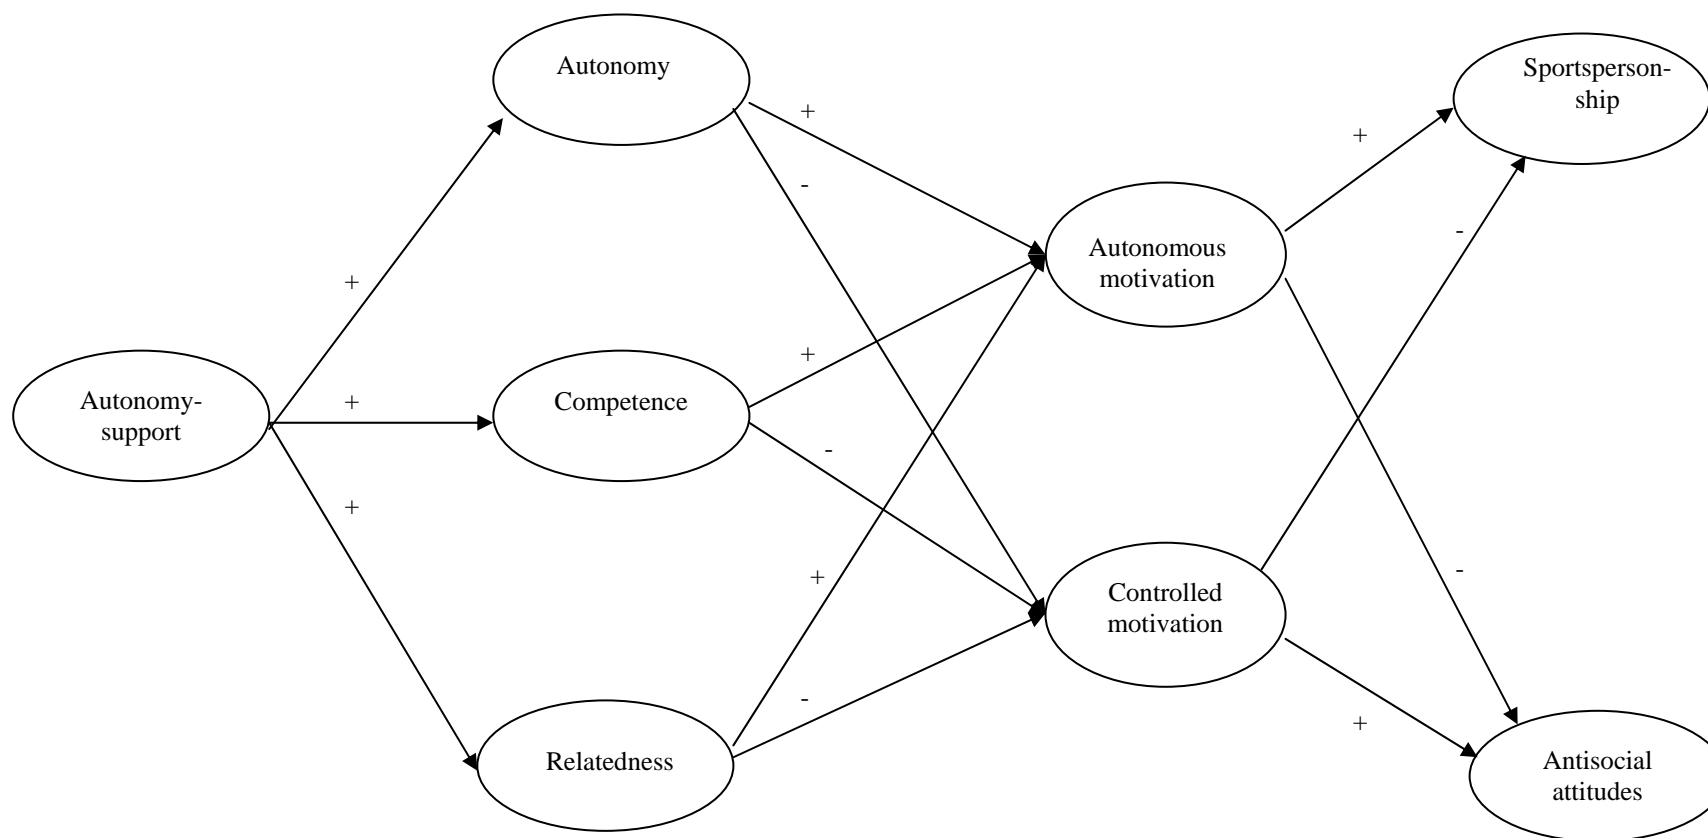 Autonomy
Sportsperson-
ship
+
+
-
-
Autonomous
motivation
+
+
Autonomy-
support
+
Competence
+
-
+
+
-
Controlled
motivation
-
+
Relatedness
Antisocial
attitudes